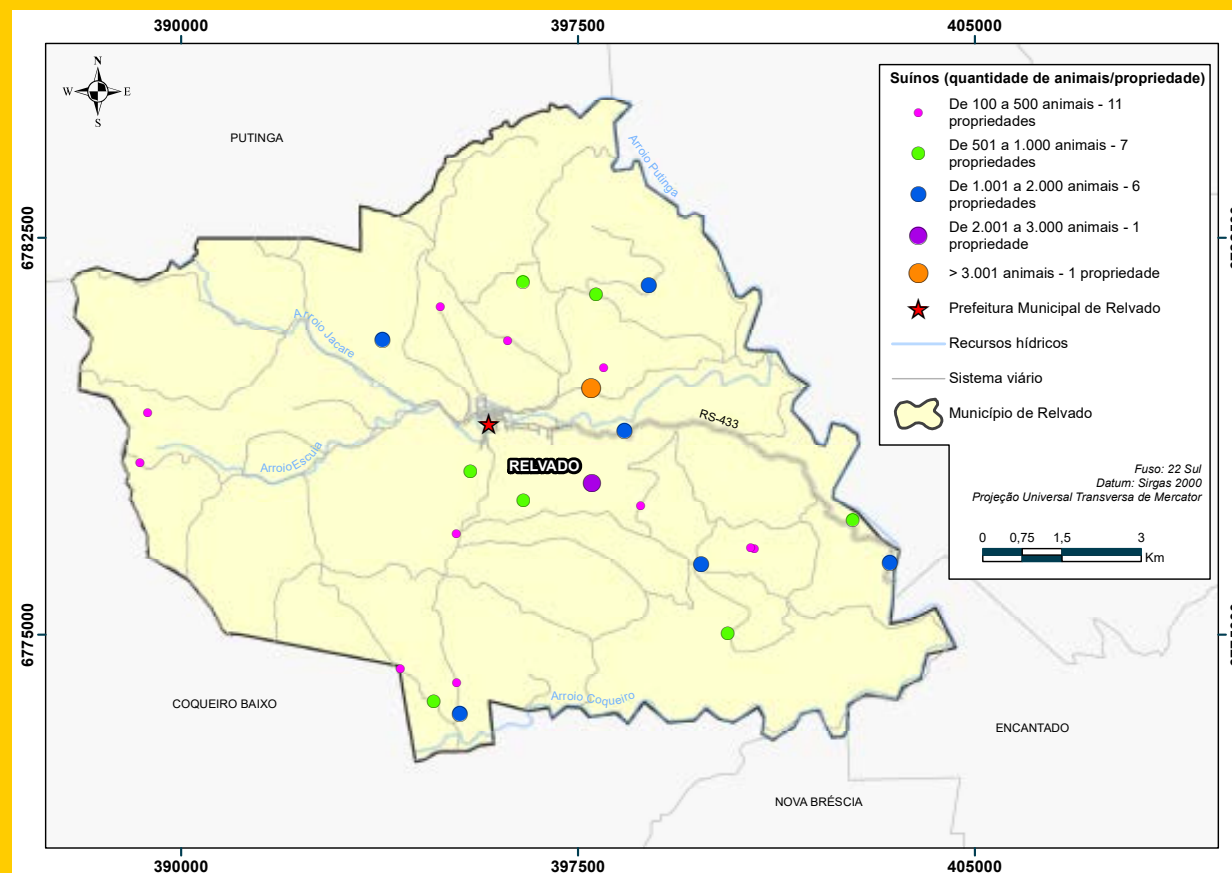 390000
397500
405000
N
W
E
S
Suínos (quantidade de animais/propriedade)
De 100 a 500 animais - 11
propriedades
De 501 a 1.000 animais - 7
propriedades
De 1.001 a 2.000 animais - 6
propriedades
De 2.001 a 3.000 animais - 1
propriedade
> 3.001 animais - 1 propriedade
Prefeitura Municipal de Relvado
Recursos hídricos
Sistema viário
Município de Relvado
Fuso: 22 Sul
Datum: Sirgas 2000
Projeção Universal Transversa de Mercator
0 0,75 1,5 3
Km
PUTINGA
Arroio Putinga
6782500
Arroio Jacare
RS-433
Arroio Escula
RELVADO
6775000
COQUEIRO BAIXO
Arroio Coqueiro
ENCANTADO
NOVA BRÉSCIA
390000
397500
405000